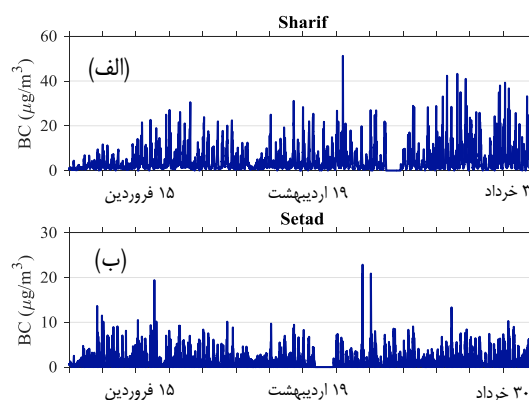 Sharif
60
40
20
0
BC (μg/m³)
(الف)
۱۵ فروردین
۱۹ اردیبهشت
خرداد
Setad
30
20
10
0
BC (μg/m³)
(ب)
۱۵ فروردین
۱۹ اردیبهشت
۳۰ خرداد